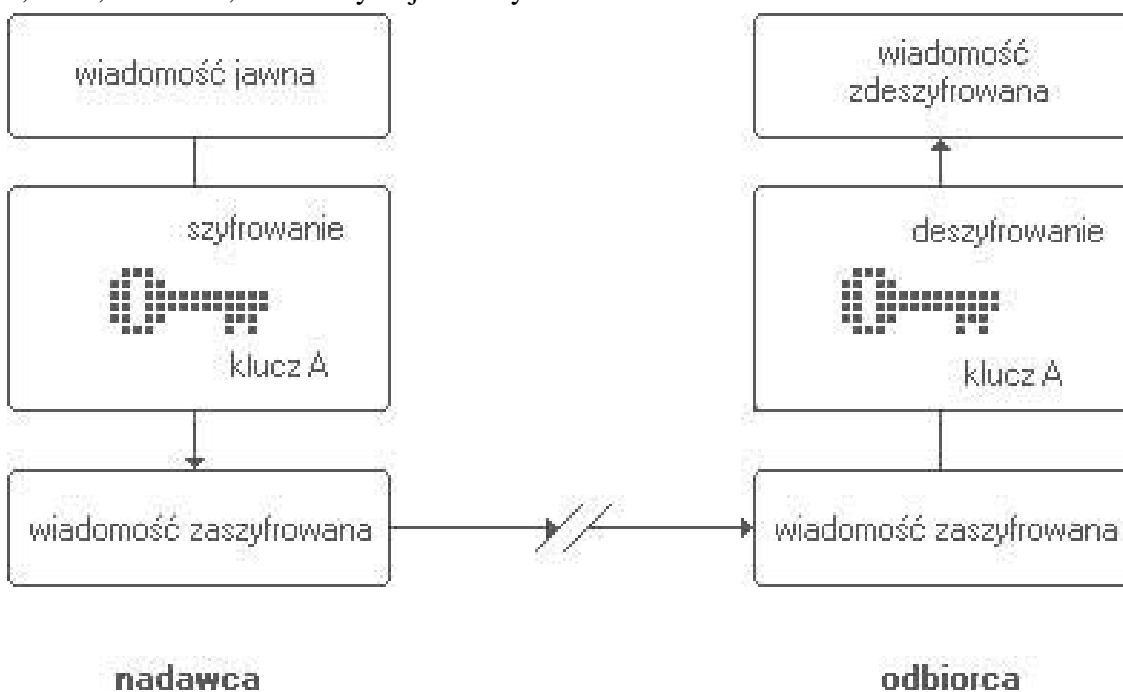 wiadomość jawna
szyfrowanie
klucz A
wiadomość zaszyfrowana
nadawca
wiadomość
zdeszyfrowana
deszyfrowanie
klucz A
wiadomość zaszyfrowana
odbiorca